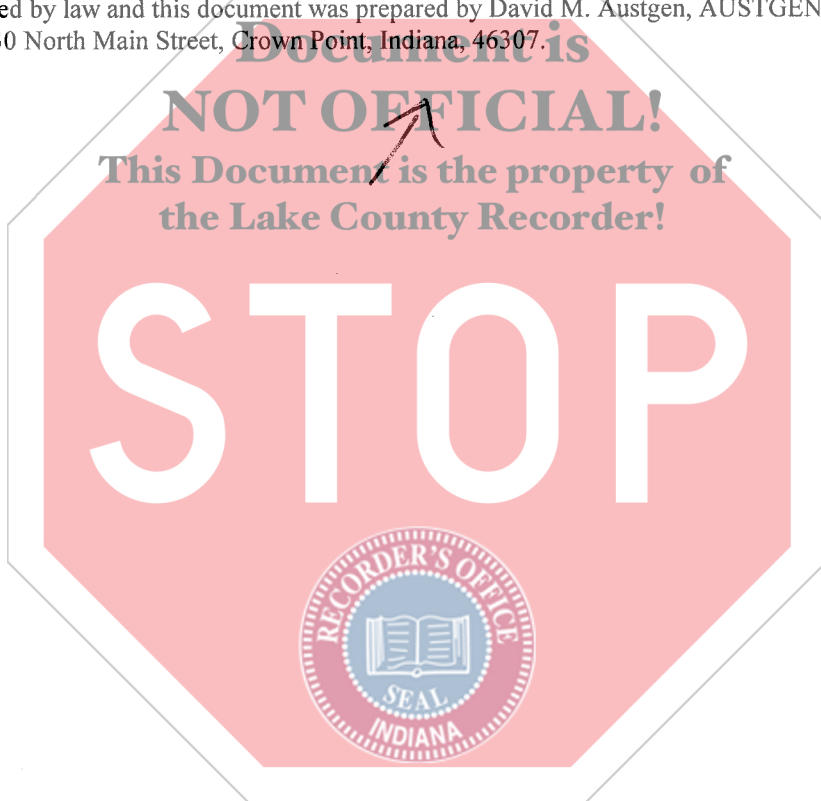 ed by law and this document was prepared by David M. Austgen, AUSTGEN
0 North Main Street, Crown Point, Indiana, 46307.
Document is
NOT OFFICIAL!
This Document is the property of
the Lake County Recorder!
STOP
RECORDER'S OFFICE
SEAL
INDIANA